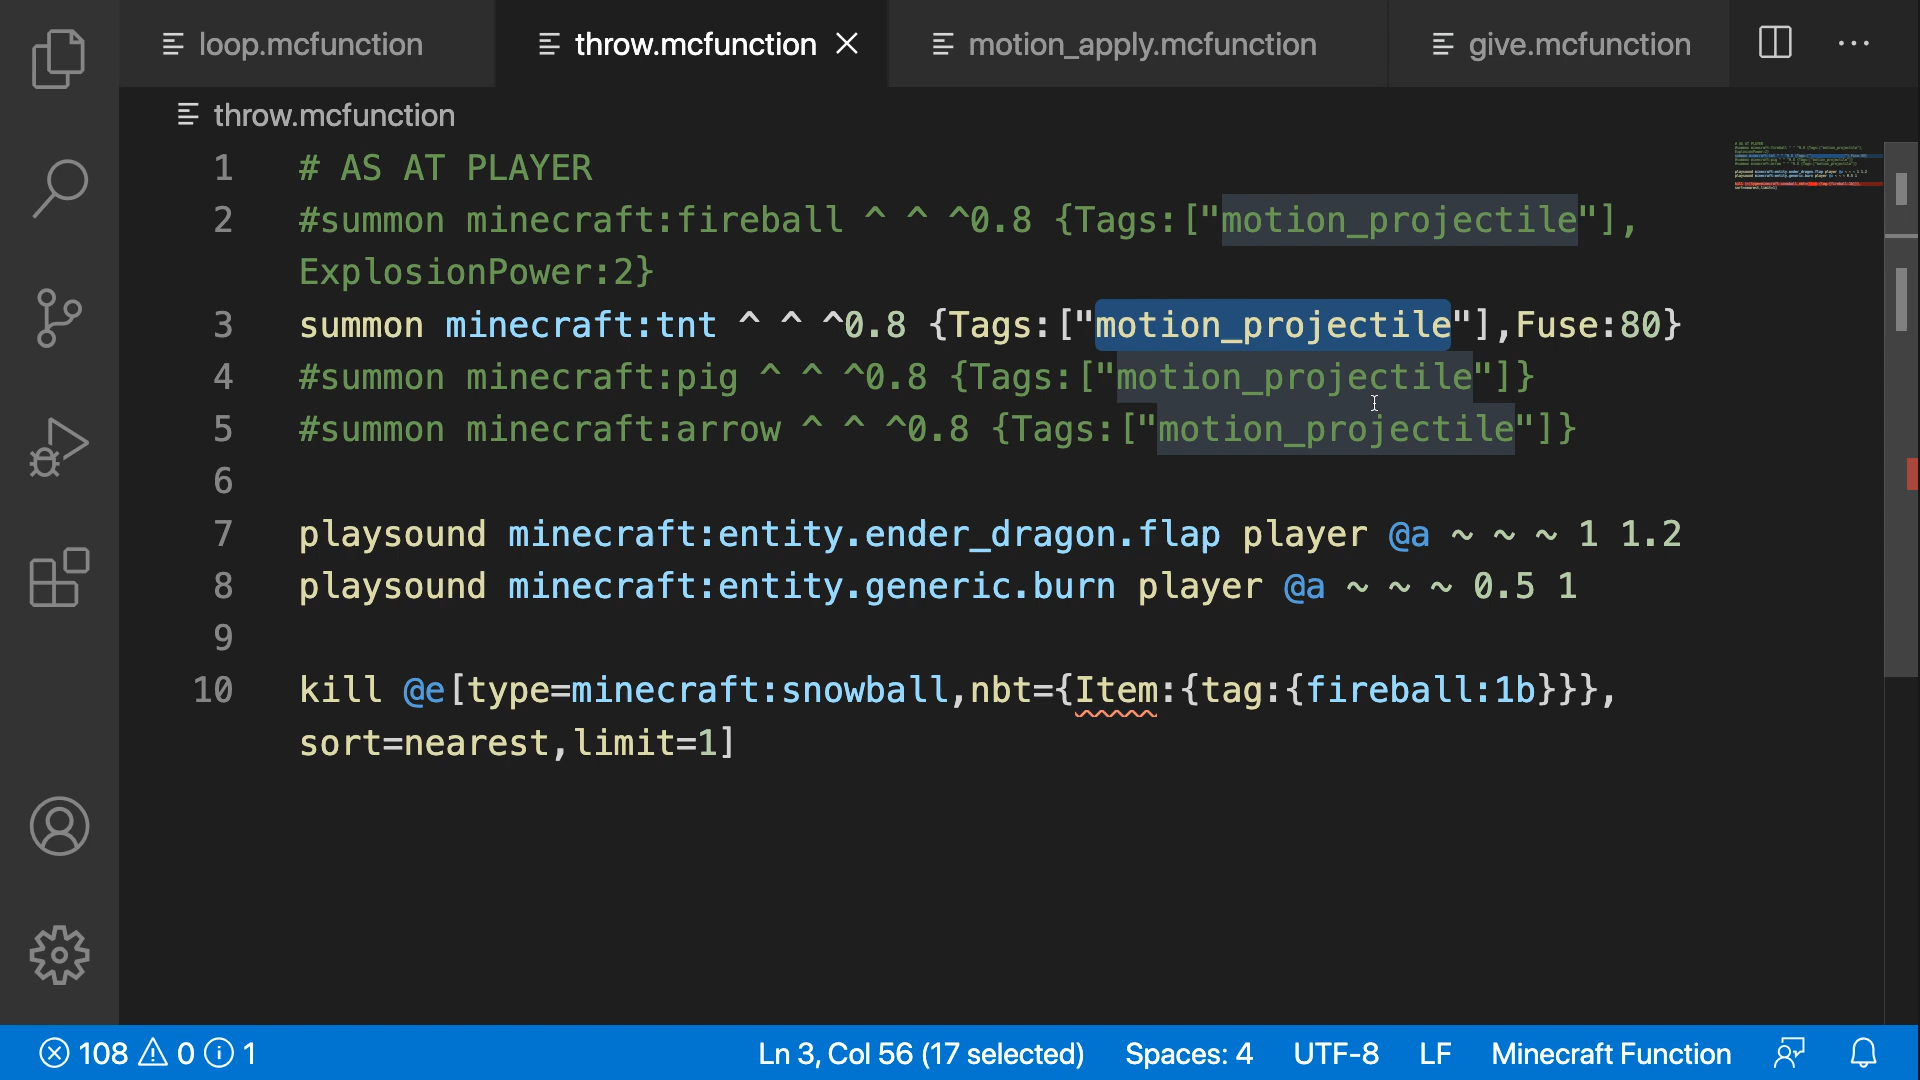 loop.mcfunction throw.mcfunction motion_apply.mcfunction give.mcfunction
throw.mcfunction
1 # AS AT PLAYER
2 #summon minecraft:fireball ^ ^ ^0.8 {Tags:["motion_projectile"],
ExplosionPower:2}
3 summon minecraft:tnt ^ ^ ^0.8 {Tags:["motion_projectile"],Fuse:80}
4 #summon minecraft:pig ^ ^ ^0.8 {Tags:["motion_projectile"]}
5 #summon minecraft:arrow ^ ^ ^0.8 {Tags:["motion_projectile"]}
6
7 playsound minecraft:entity.ender_dragon.flap player @a ~ ~ ~ 1 1.2
8 playsound minecraft:entity.generic.burn player @a ~ ~ ~ 0.5 1
9
10 kill @e[type=minecraft:snowball,nbt={Item:{tag:{fireball:1b}}},
sort=nearest,limit=1]
108 0 1 Ln 3, Col 56 (17 selected) Spaces: 4 UTF-8 LF Minecraft Function